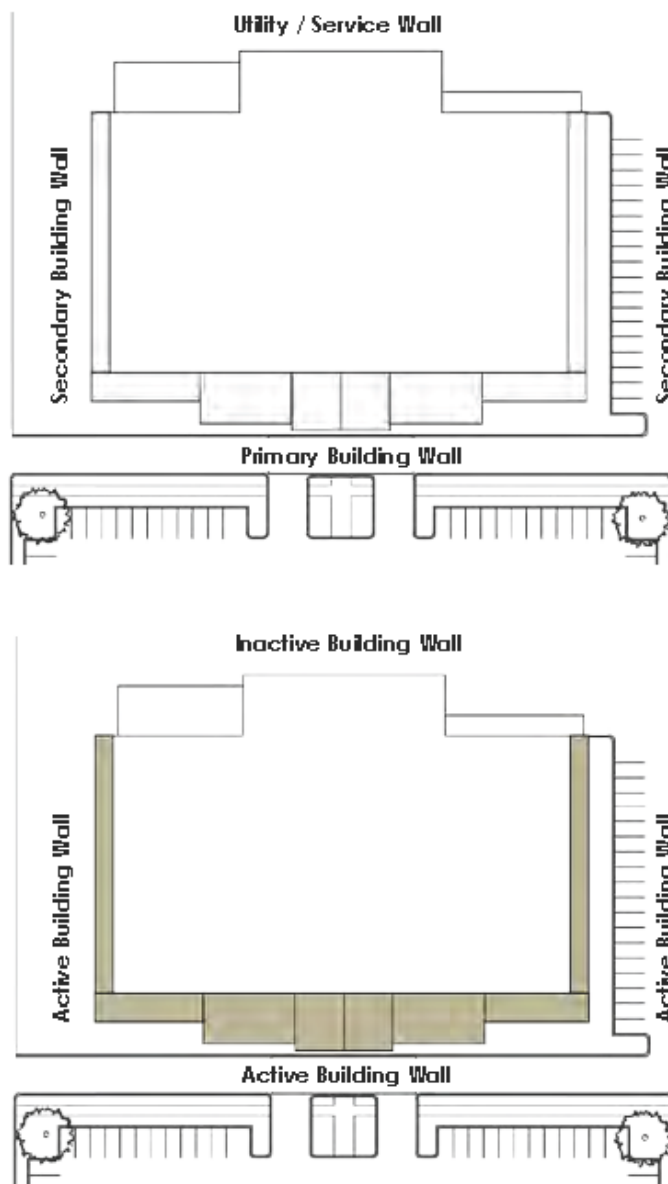 Utility / Service Wall
Secondary Building Wall
Secondary Building Wall
Primary Building Wall
Inactive Building Wall
Active Building Wall
Active Building Wall
Active Building Wall